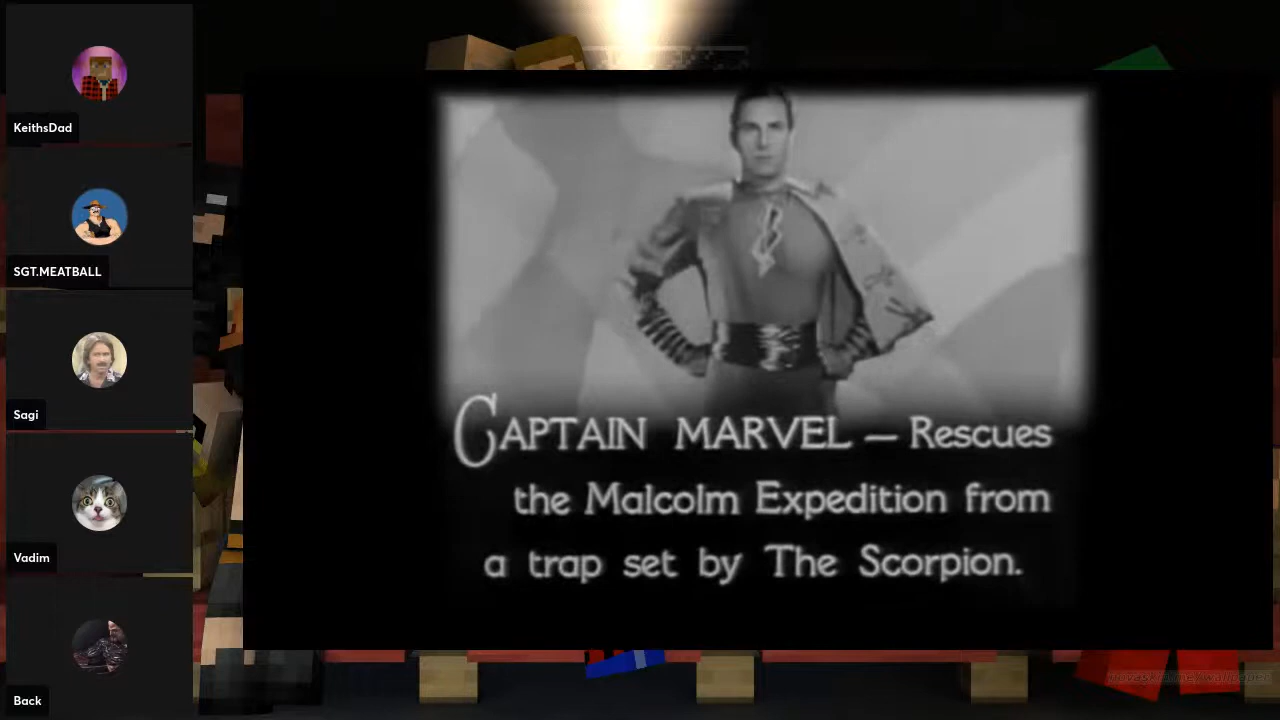 KeithsDad
SGT.MEATBALL
Sagi
Vadim
Back
CAPTAIN MARVEL — Rescues
the Malcolm Expedition from
a trap set by The Scorpion.